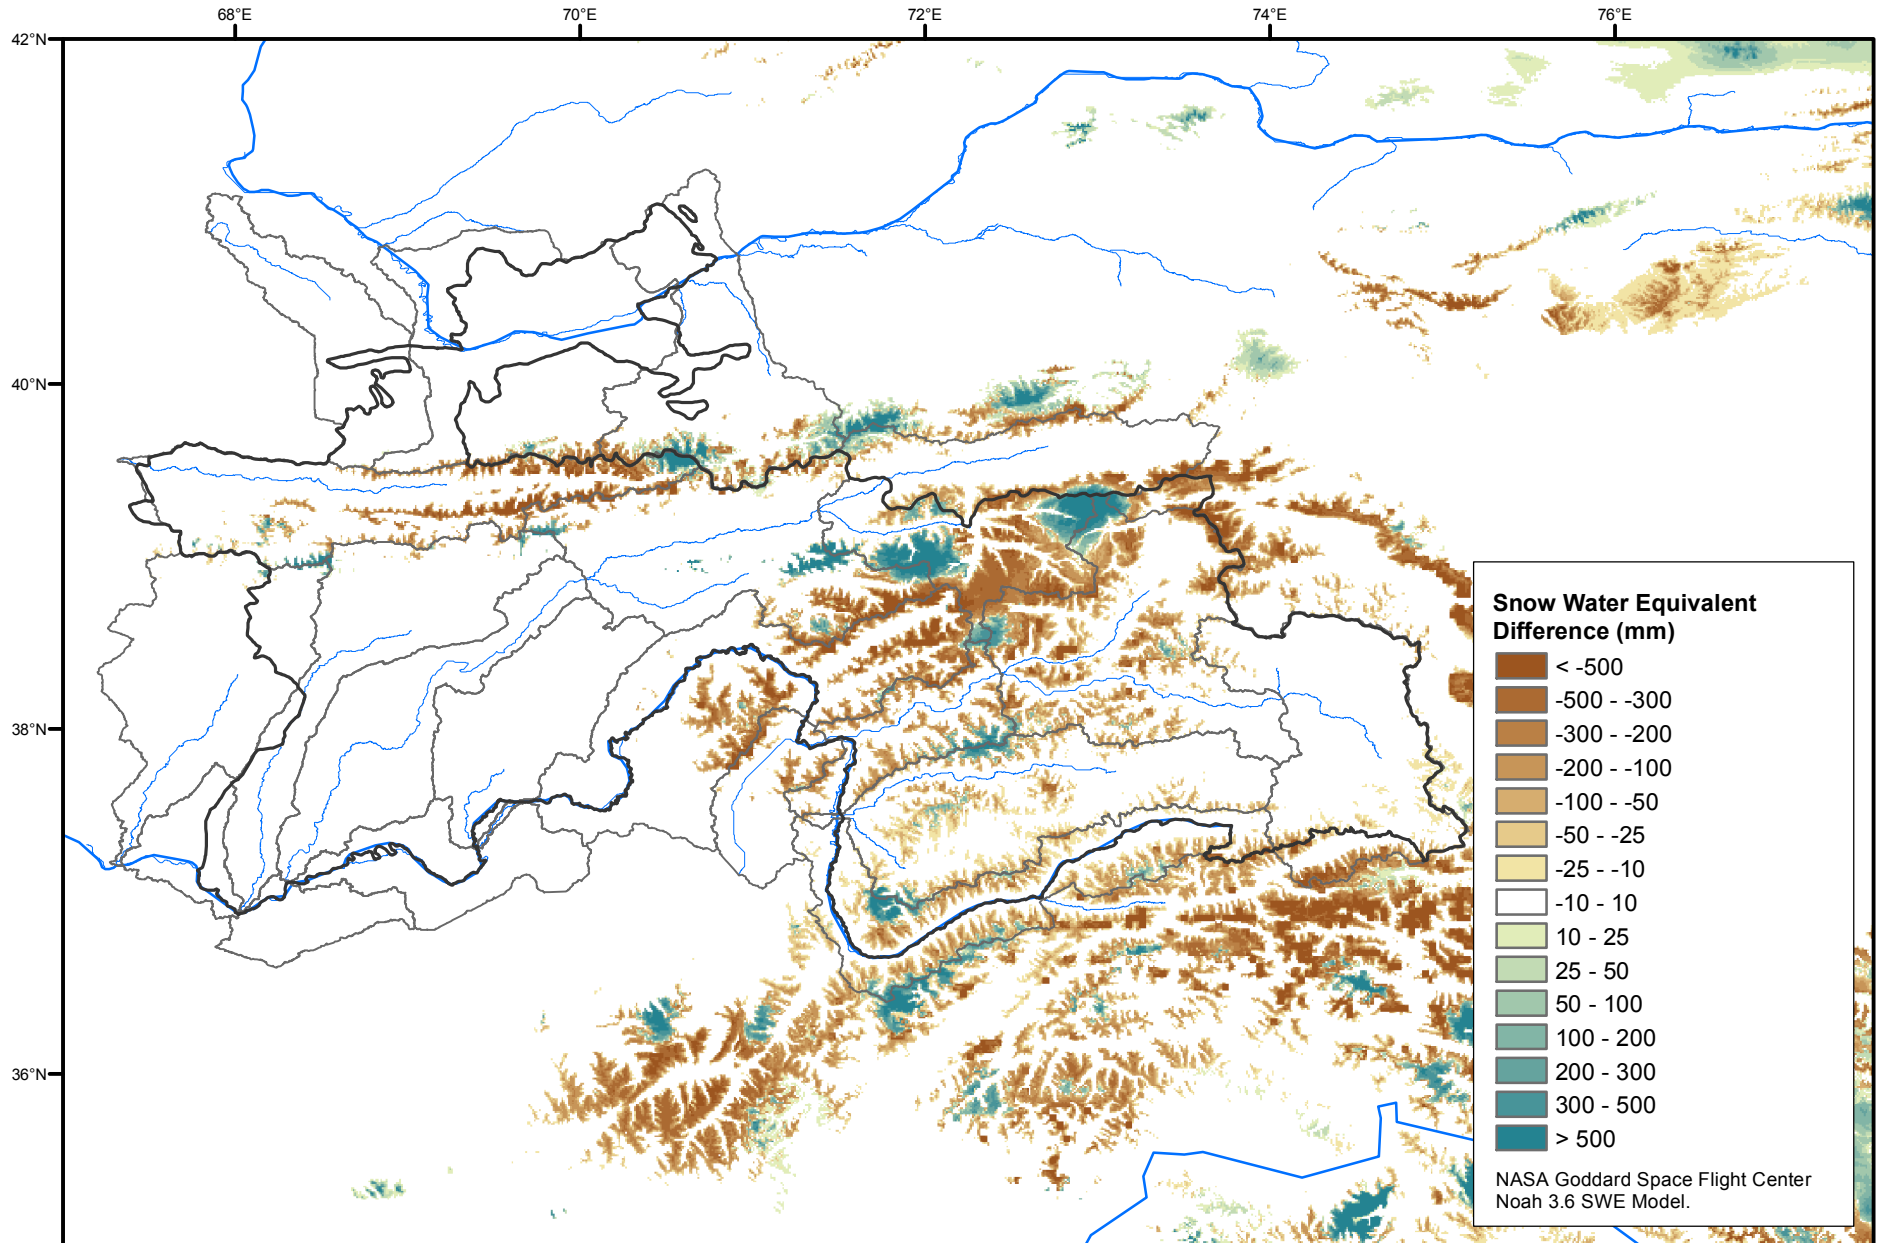 68°E
70°E
72°E
74°E
76°E
42°N
40°N
38°N
36°N
Snow Water Equivalent
Difference (mm)
< -500
-500 - -300
-300 - -200
-200 - -100
-100 - -50
-50 - -25
-25 - -10
-10 - 10
10 - 25
25 - 50
50 - 100
100 - 200
200 - 300
300 - 500
> 500
NASA Goddard Space Flight Center
Noah 3.6 SWE Model.